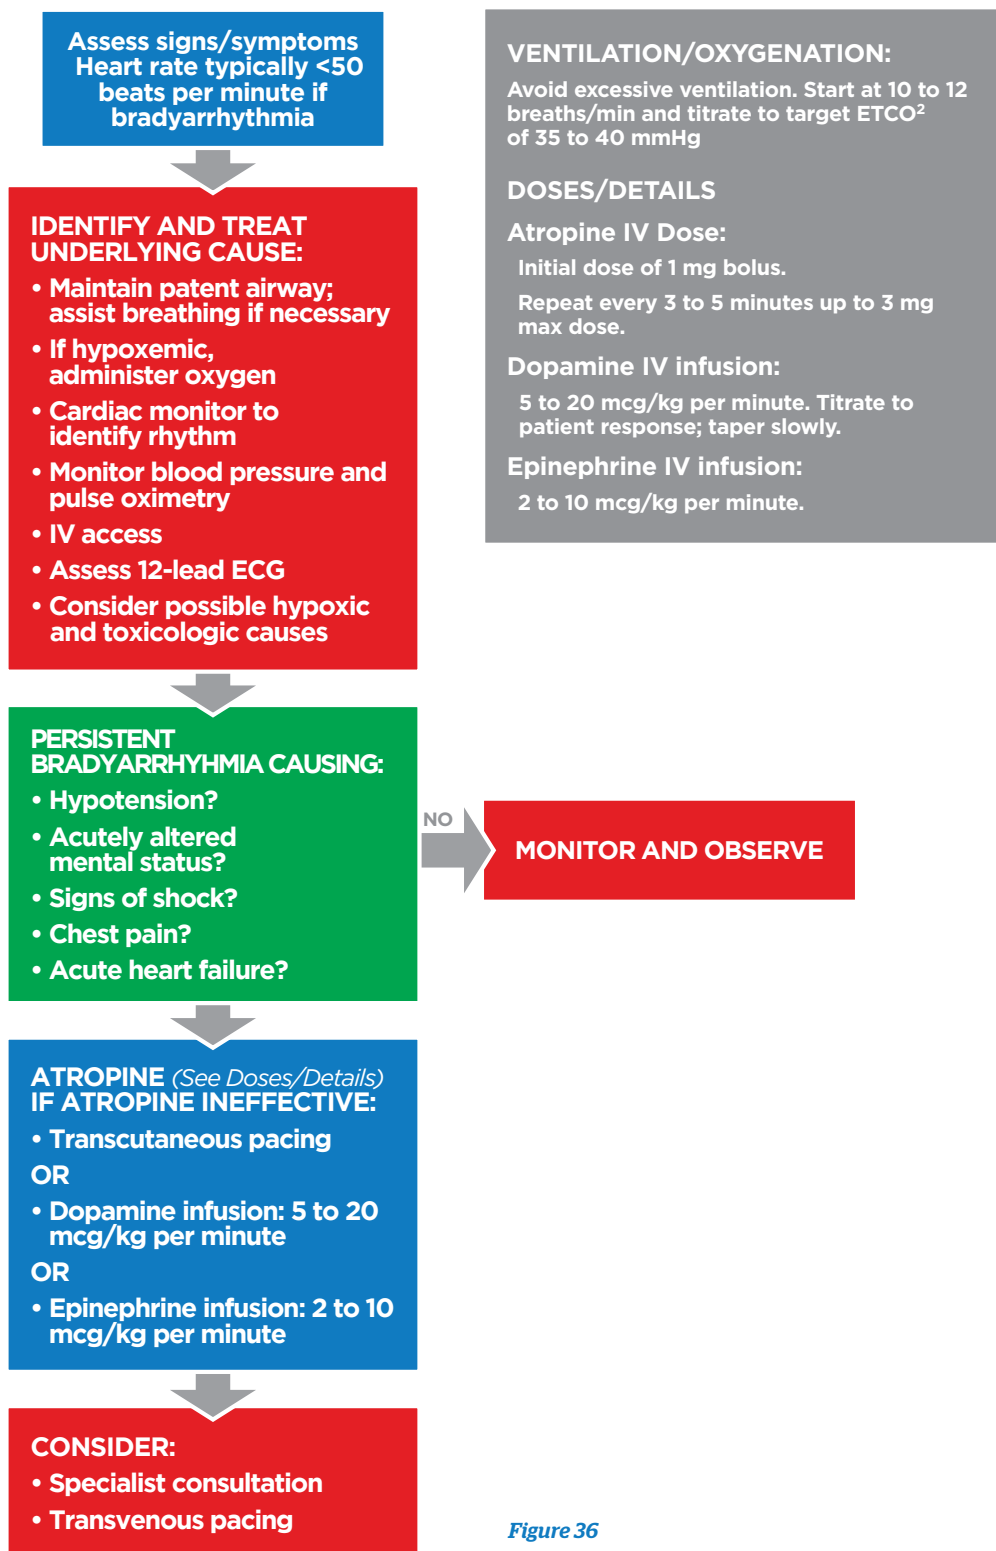 Assess signs/symptoms
Heart rate typically <50
beats per minute if
bradyarrhythmia
IDENTIFY AND TREAT
UNDERLYING CAUSE:
• Maintain patent airway;
assist breathing if necessary
• If hypoxemic,
administer oxygen
• Cardiac monitor to
identify rhythm
• Monitor blood pressure and
pulse oximetry
• IV access
• Assess 12-lead ECG
• Consider possible hypoxic
and toxicologic causes
PERSISTENT
BRADYARRHYHMIA CAUSING:
• Hypotension?
• Acutely altered
mental status?
• Signs of shock?
• Chest pain?
• Acute heart failure?
NO
MONITOR AND OBSERVE
ATROPINE (See Doses/Details)
IF ATROPINE INEFFECTIVE:
• Transcutaneous pacing
OR
• Dopamine infusion: 5 to 20
mcg/kg per minute
OR
• Epinephrine infusion: 2 to 10
mcg/kg per minute
CONSIDER:
• Specialist consultation
• Transvenous pacing
VENTILATION/OXYGENATION:
Avoid excessive ventilation. Start at 10 to 12
breaths/min and titrate to target ETCO²
of 35 to 40 mmHg
DOSES/DETAILS
Atropine IV Dose:
Initial dose of 1 mg bolus.
Repeat every 3 to 5 minutes up to 3 mg
max dose.
Dopamine IV infusion:
5 to 20 mcg/kg per minute. Titrate to
patient response; taper slowly.
Epinephrine IV infusion:
2 to 10 mcg/kg per minute.
Figure 36